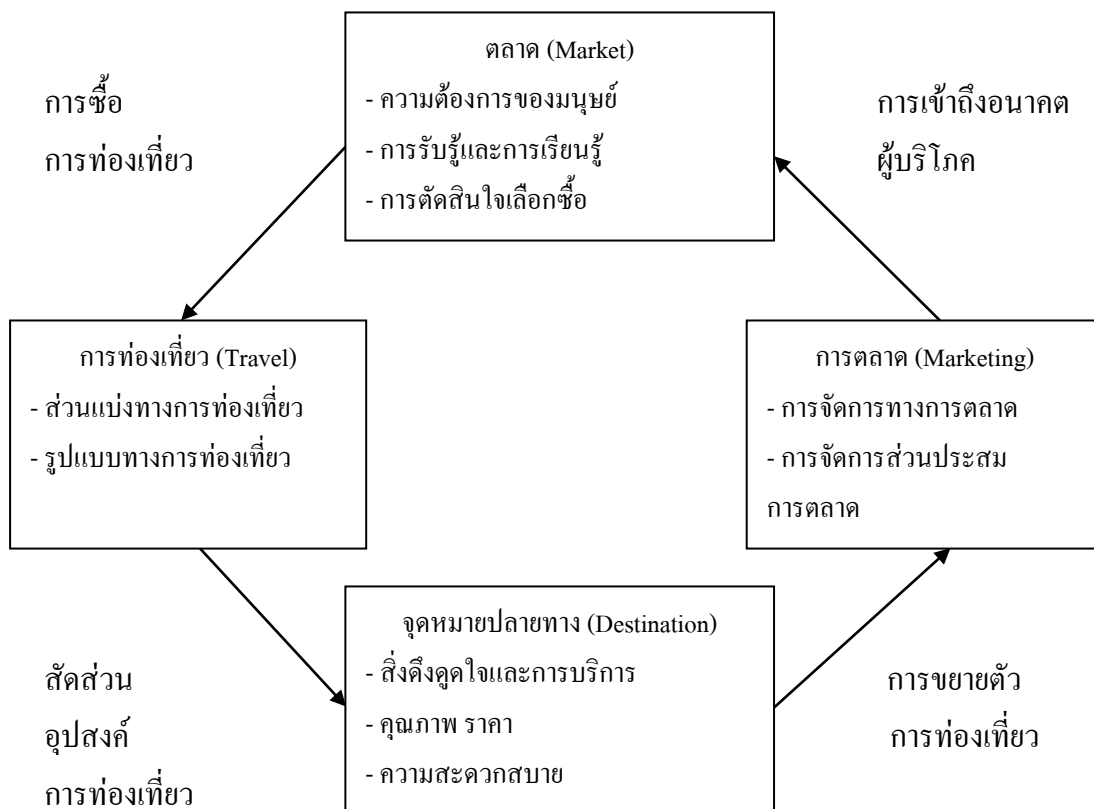 ตลาด (Market)
- ความต้องการของมนุษย์
- การรับรู้และการเรียนรู้
- การตัดสินใจเลือกซื้อ
การซื้อ
การท่องเที่ยว
การเข้าถึงอนาคต
ผู้บริโภค
การท่องเที่ยว (Travel)
- ส่วนแบ่งทางการท่องเที่ยว
- รูปแบบทางการท่องเที่ยว
การตลาด (Marketing)
- การจัดการทางการตลาด
- การจัดการส่วนประสม
การตลาด
จุดหมายปลายทาง (Destination)
- สิ่งดึงดูดใจและการบริการ
- คุณภาพ ราคา
- ความสะดวกสบาย
สัดส่วน
อุปสงค์
การท่องเที่ยว
การขยายตัว
การท่องเที่ยว